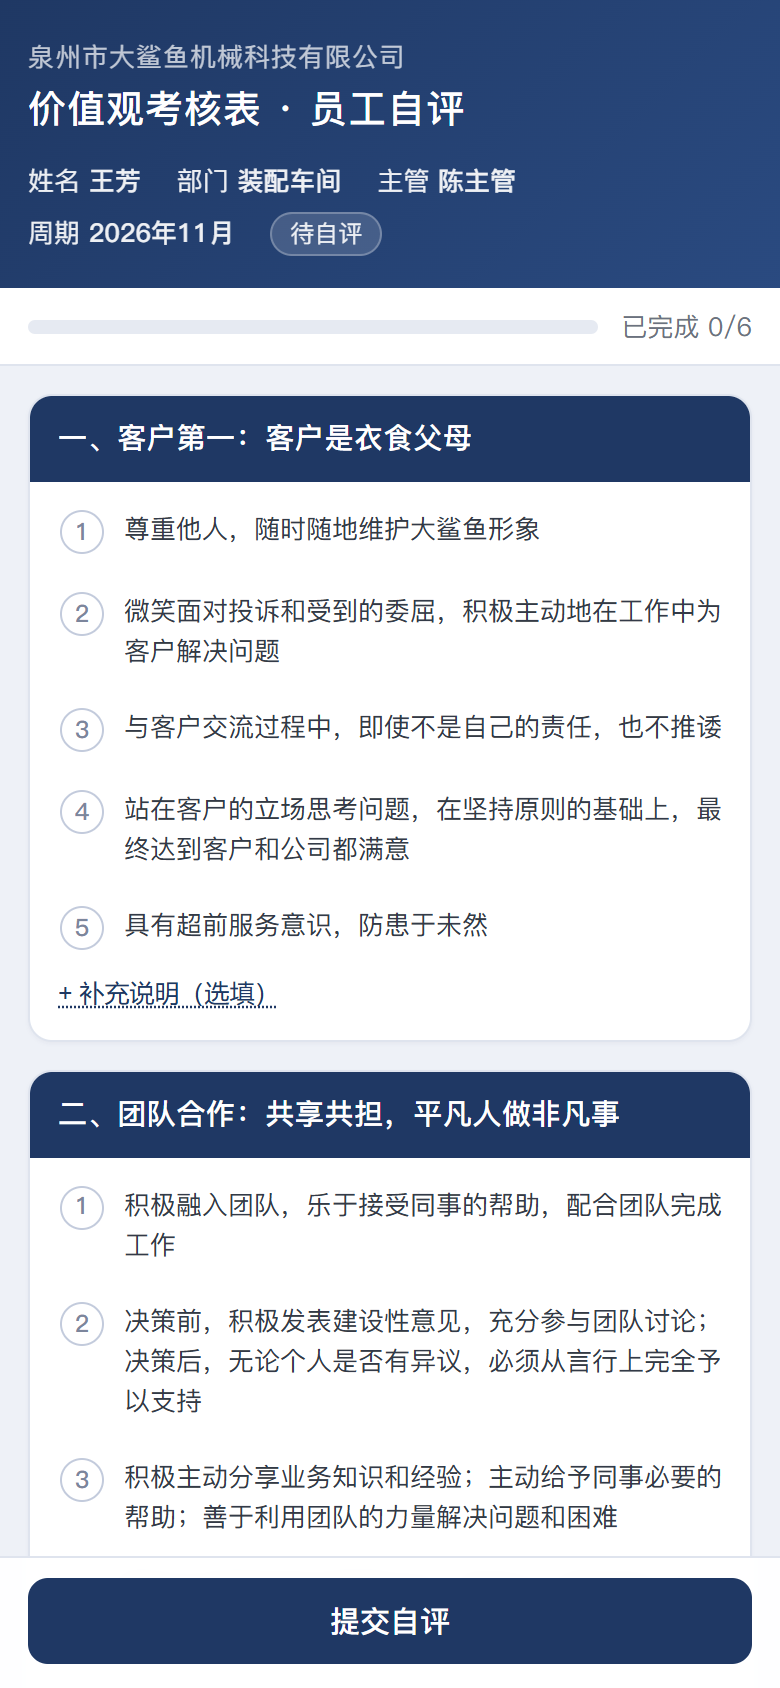 泉州市大鲨鱼机械科技有限公司
价值观考核表 · 员工自评
姓名 王芳 部门 装配车间 主管 陈主管
周期 2026年11月 待自评
已完成 0/6
一、客户第一：客户是衣食父母
1 尊重他人，随时随地维护大鲨鱼形象
2 微笑面对投诉和受到的委屈，积极主动地在工作中为
客户解决问题
3 与客户交流过程中，即使不是自己的责任，也不推诿
4 站在客户的立场思考问题，在坚持原则的基础上，最
终达到客户和公司都满意
5 具有超前服务意识，防患于未然
+ 补充说明（选填）
二、团队合作：共享共担，平凡人做非凡事
1 积极融入团队，乐于接受同事的帮助，配合团队完成
工作
2 决策前，积极发表建设性意见，充分参与团队讨论；
决策后，无论个人是否有异议，必须从言行上完全予
以支持
3 积极主动分享业务知识和经验；主动给予同事必要的
帮助；善于利用团队的力量解决问题和困难
提交自评